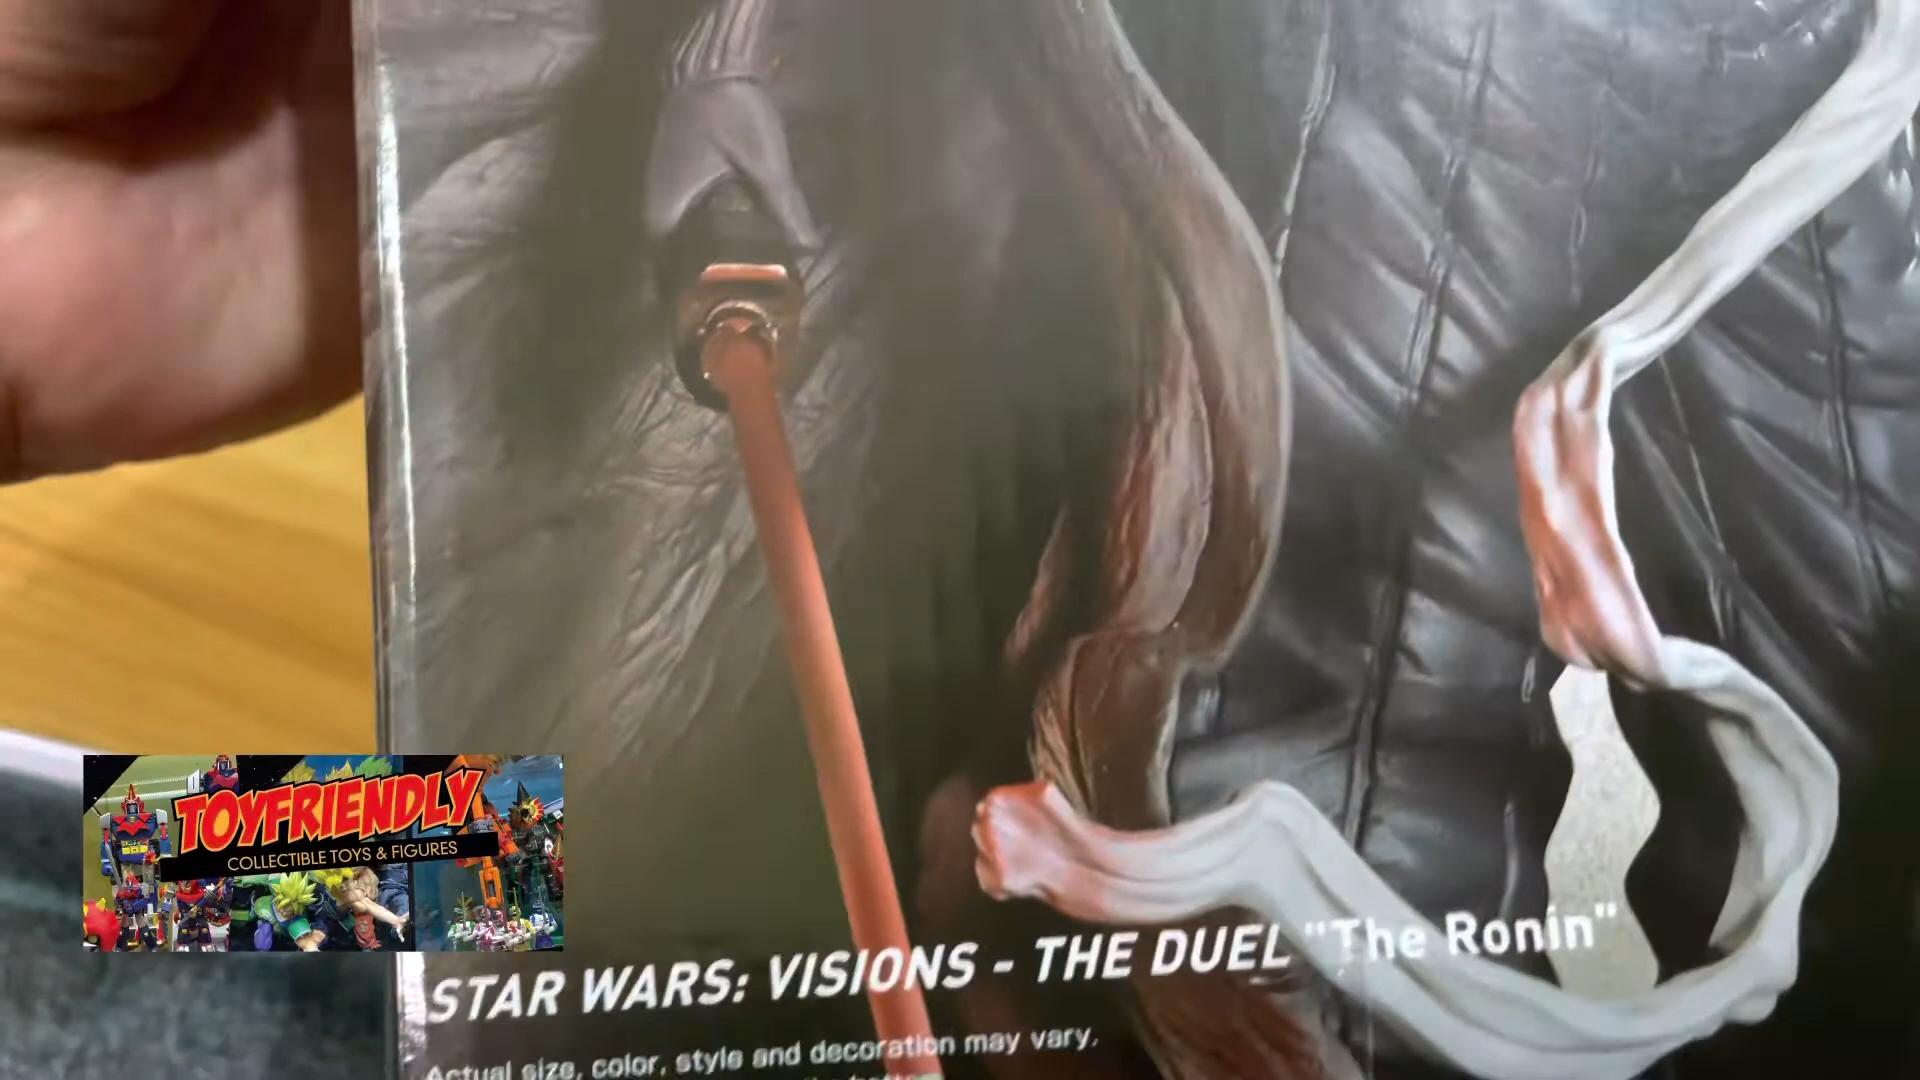 TOYFRIENDLY
COLLECTIBLE TOYS & FIGURES
STAR WARS: VISIONS - THE DUEL "The Ronin"
Actual size, color, style and decoration may vary.